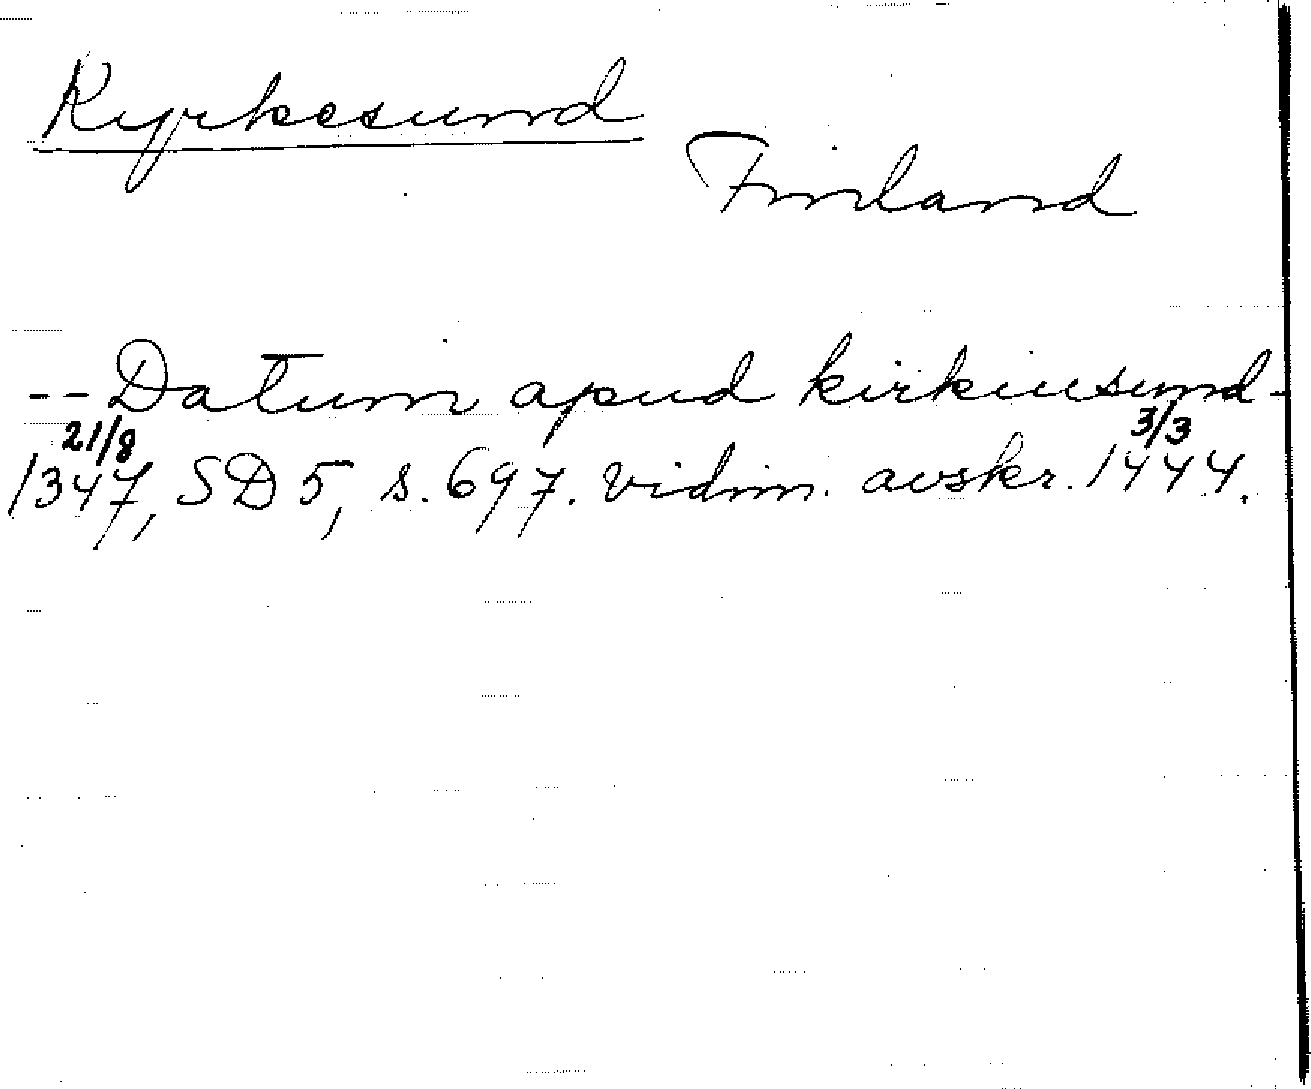 Kyrkesund
Finland
-- Datum apud kirkiusund -
21/8 3/3
1347, SD 5, s. 697. vidim. avskr. 1444.